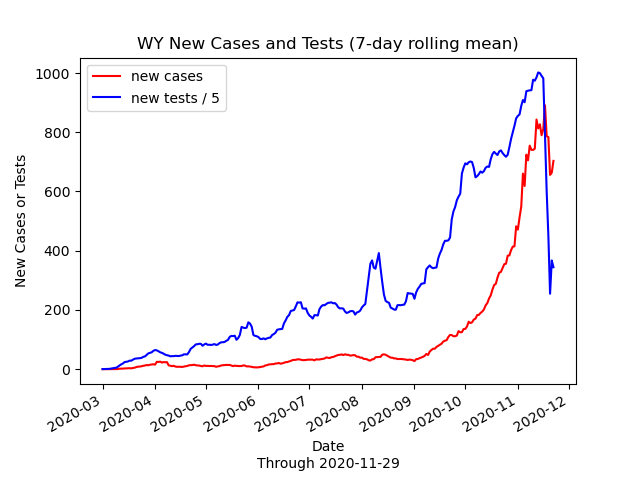 WY New Cases and Tests (7-day rolling mean)
new cases
new tests / 5
New Cases or Tests
1000
800
600
400
200
0
2020-03
2020-04
2020-05
2020-06
2020-07
2020-08
2020-09
2020-10
2020-11
2020-12
Date
Through 2020-11-29